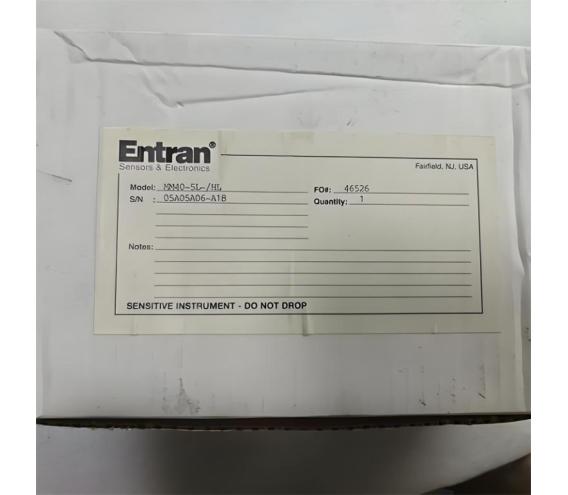 Entran®
Sensors & Electronics
Fairfield, NJ, USA
Model: MM40-5L-/HL
FO#: 46526
S/N : 05A05A06-A18
Quantity: 1
Notes:
SENSITIVE INSTRUMENT - DO NOT DROP